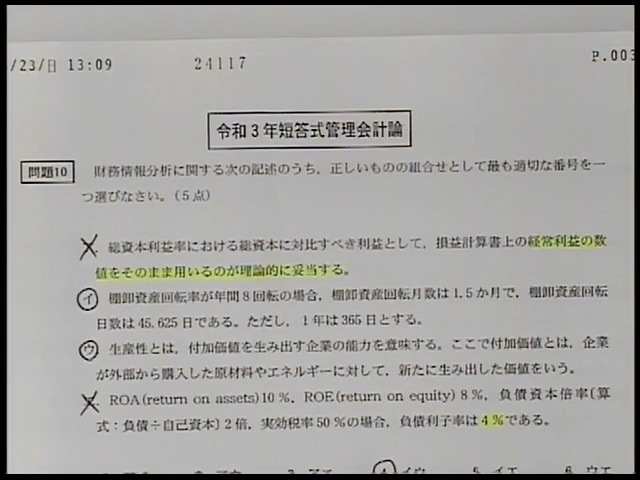 /23/日 13:09 24117 P.003
令和3年短答式管理会計論
問題10 財務情報分析に関する次の記述のうち，正しいものの組合せとして最も適切な番号を一
つ選びなさい。（5点）
総資本利益率における総資本に対比すべき利益として，損益計算書上の経常利益の数
値をそのまま用いるのが理論的に妥当する。
イ 棚卸資産回転率が年間8回転の場合，棚卸資産回転月数は1.5か月で，棚卸資産回転
日数は45.625日である。ただし，1年は365日とする。
ウ 生産性とは，付加価値を生み出す企業の能力を意味する。ここで付加価値とは，企業
が外部から購入した原材料やエネルギーに対して，新たに生み出した価値をいう。
ROA(return on assets)10％，ROE(return on equity)8％，負債資本倍率〔算
式：負債÷自己資本〕2倍，実効税率50％の場合，負債利子率は4％である。
4 イウ 5 イエ 6 ウエ